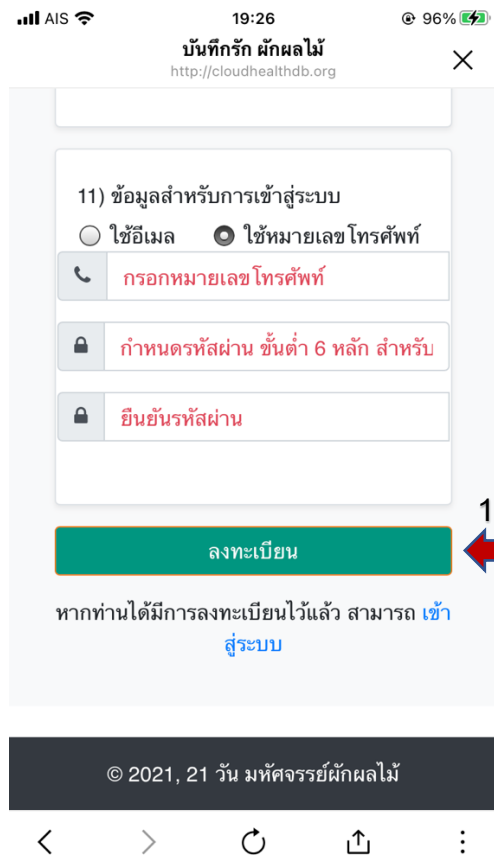 AIS 19:26 96%
บันทึกรัก ผักผลไม้
http://cloudhealthdb.org
11) ข้อมูลสำหรับการเข้าสู่ระบบ
ใช้อีเมล ใช้หมายเลขโทรศัพท์
กรอกหมายเลขโทรศัพท์
กำหนดรหัสผ่าน ขั้นต่ำ 6 หลัก สำหรับ
ยืนยันรหัสผ่าน
1
ลงทะเบียน
หากท่านได้มีการลงทะเบียนไว้แล้ว สามารถ เข้า
สู่ระบบ
© 2021, 21 วัน มหัศจรรย์ผักผลไม้